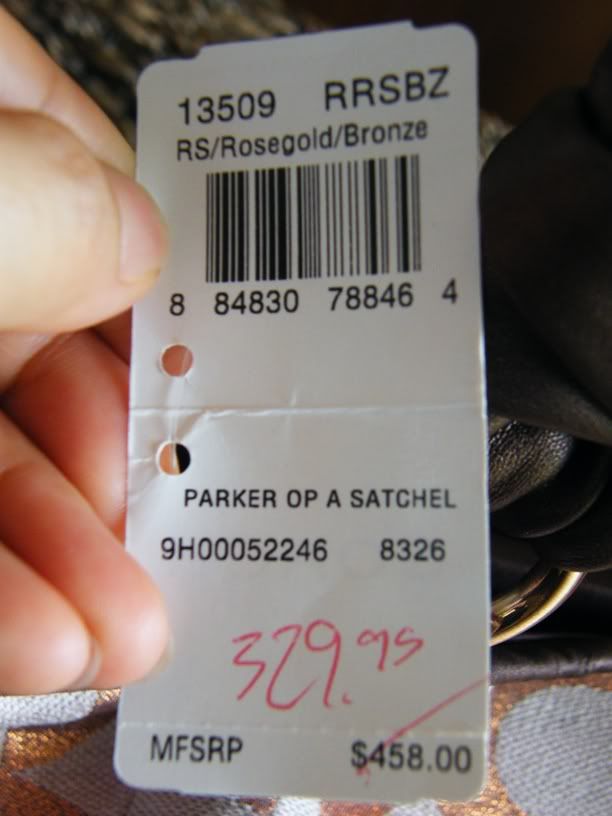 13509 RRSBZ
RS/Rosegold/Bronze
8 84830 78846 4
PARKER OP A SATCHEL
9H00052246 8326
329.95
MFSRP $458.00